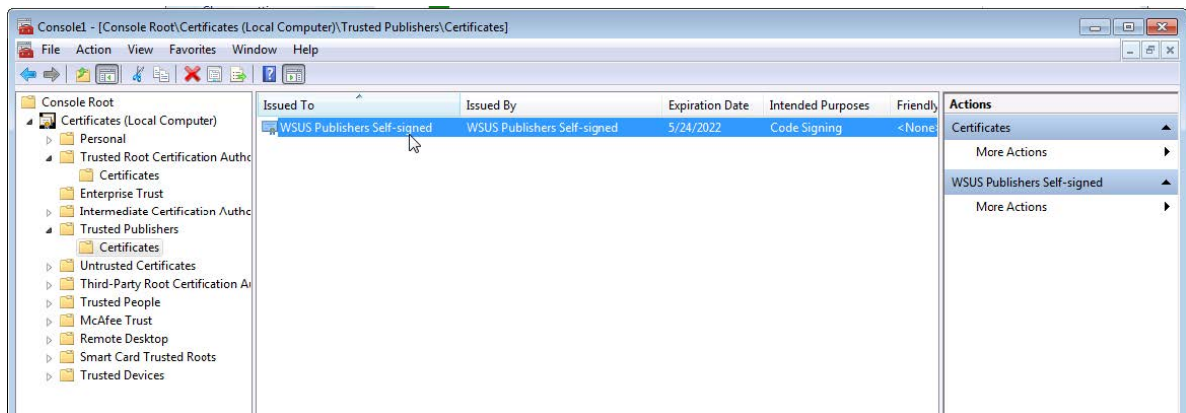 Console1 - [Console Root\Certificates (Local Computer)\Trusted Publishers\Certificates]
File Action View Favorites Window Help
Console Root
Certificates (Local Computer)
Personal
Trusted Root Certification Autho
Certificates
Enterprise Trust
Intermediate Certification Autho
Trusted Publishers
Certificates
Untrusted Certificates
Third-Party Root Certification Au
Trusted People
McAfee Trust
Remote Desktop
Smart Card Trusted Roots
Trusted Devices
Issued To Issued By Expiration Date Intended Purposes Friendly
WSUS Publishers Self-signed WSUS Publishers Self-signed 5/24/2022 Code Signing <None>
Actions
Certificates
More Actions
WSUS Publishers Self-signed
More Actions